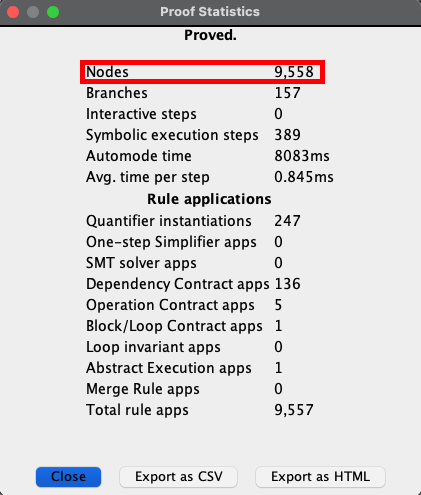 Proof Statistics
Proved.
Nodes 9,558
Branches 157
Interactive steps 0
Symbolic execution steps 389
Automode time 8083ms
Avg. time per step 0.845ms
Rule applications
Quantifier instantiations 247
One-step Simplifier apps 0
SMT solver apps 0
Dependency Contract apps 136
Operation Contract apps 5
Block/Loop Contract apps 1
Loop invariant apps 0
Abstract Execution apps 1
Merge Rule apps 0
Total rule apps 9,557
Close Export as CSV Export as HTML